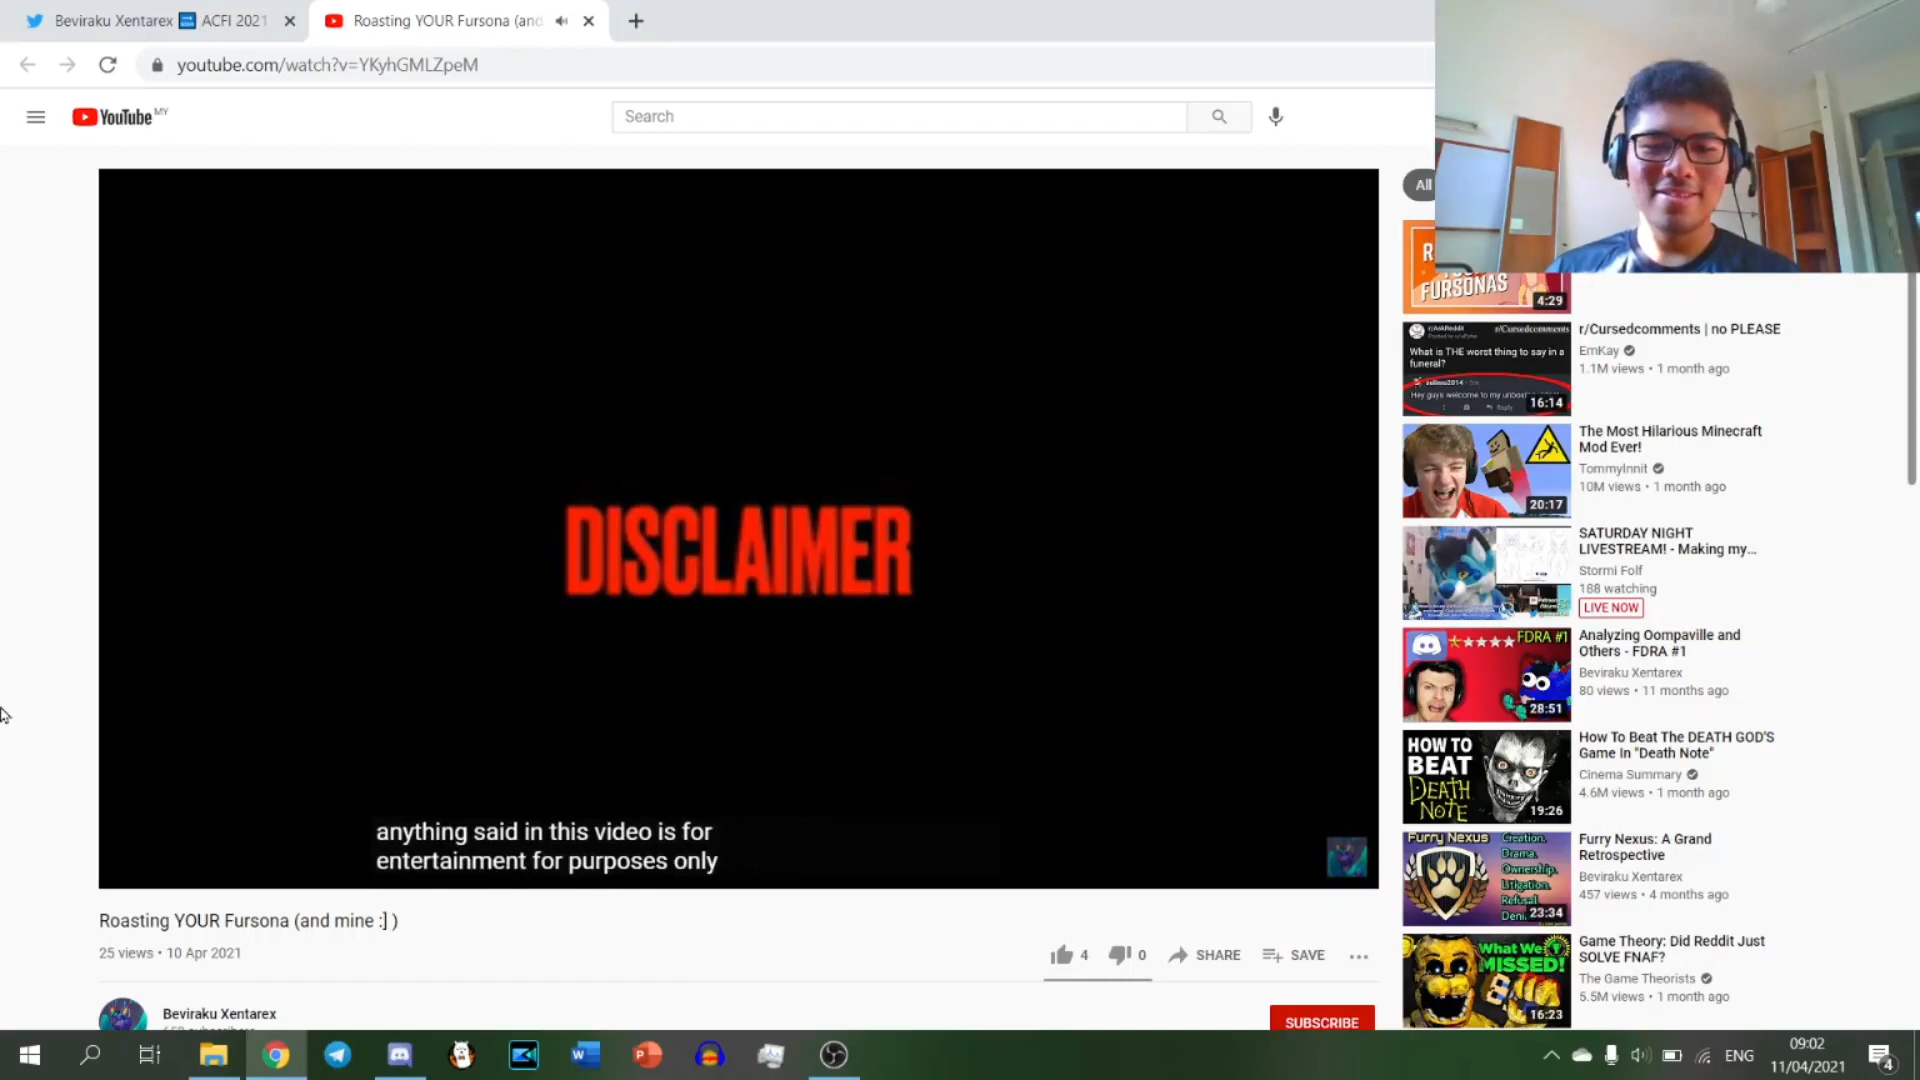 Beviraku Xentarex ACFI 2021
Roasting YOUR Fursona (and
youtube.com/watch?v=YKyhGMLZpeM
YouTube MY
Search
DISCLAIMER
anything said in this video is for
entertainment for purposes only
Roasting YOUR Fursona (and mine :] )
25 views • 10 Apr 2021
4
0
SHARE
SAVE
Beviraku Xentarex
SUBSCRIBE
All
FURSONAS
4:29
r/AskReddit
r/Cursedcomments
What is THE worst thing to say in a
funeral?
16:14
r/Cursedcomments | no PLEASE
EmKay
1.1M views • 1 month ago
20:17
The Most Hilarious Minecraft
Mod Ever!
TommyInnit
10M views • 1 month ago
SATURDAY NIGHT
LIVESTREAM! - Making my...
Stormi Folf
188 watching
LIVE NOW
FDRA #1
28:51
Analyzing Oompaville and
Others - FDRA #1
Beviraku Xentarex
80 views • 11 months ago
HOW TO
BEAT
DEATH
NOTE
19:26
How To Beat The DEATH GOD'S
Game In "Death Note"
Cinema Summary
4.6M views • 1 month ago
Furry Nexus
Creation.
Drama.
Ownership.
Litigation.
Refusal.
23:34
Furry Nexus: A Grand
Retrospective
Beviraku Xentarex
457 views • 4 months ago
What We
MISSED!
16:23
Game Theory: Did Reddit Just
SOLVE FNAF?
The Game Theorists
5.5M views • 1 month ago
ENG
09:02
11/04/2021
4